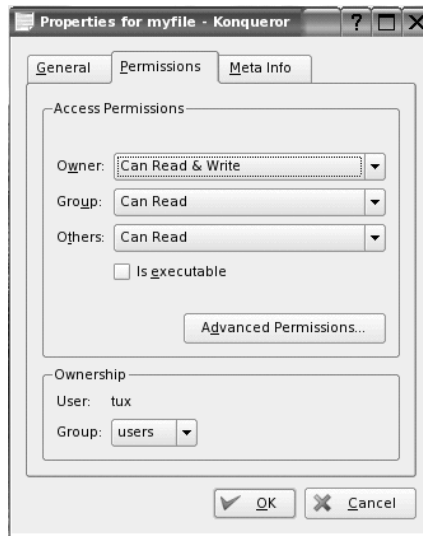 Properties for myfile - Konqueror ? X
General Permissions Meta Info
Access Permissions
Owner: Can Read & Write
Group: Can Read
Others: Can Read
Is executable
Advanced Permissions...
Ownership
User: tux
Group: users
OK Cancel